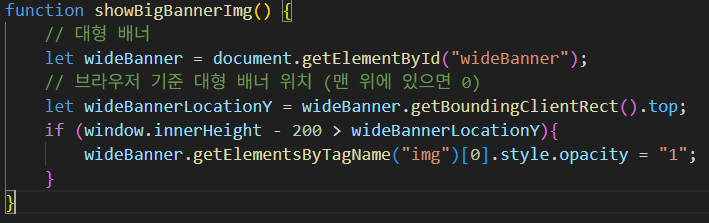 function showBigBannerImg() {
    // 대형 배너
    let wideBanner = document.getElementById("wideBanner");
    // 브라우저 기준 대형 배너 위치 (맨 위에 있으면 0)
    let wideBannerLocationY = wideBanner.getBoundingClientRect().top;
    if (window.innerHeight - 200 > wideBannerLocationY){
        wideBanner.getElementsByTagName("img")[0].style.opacity = "1";
    }
}